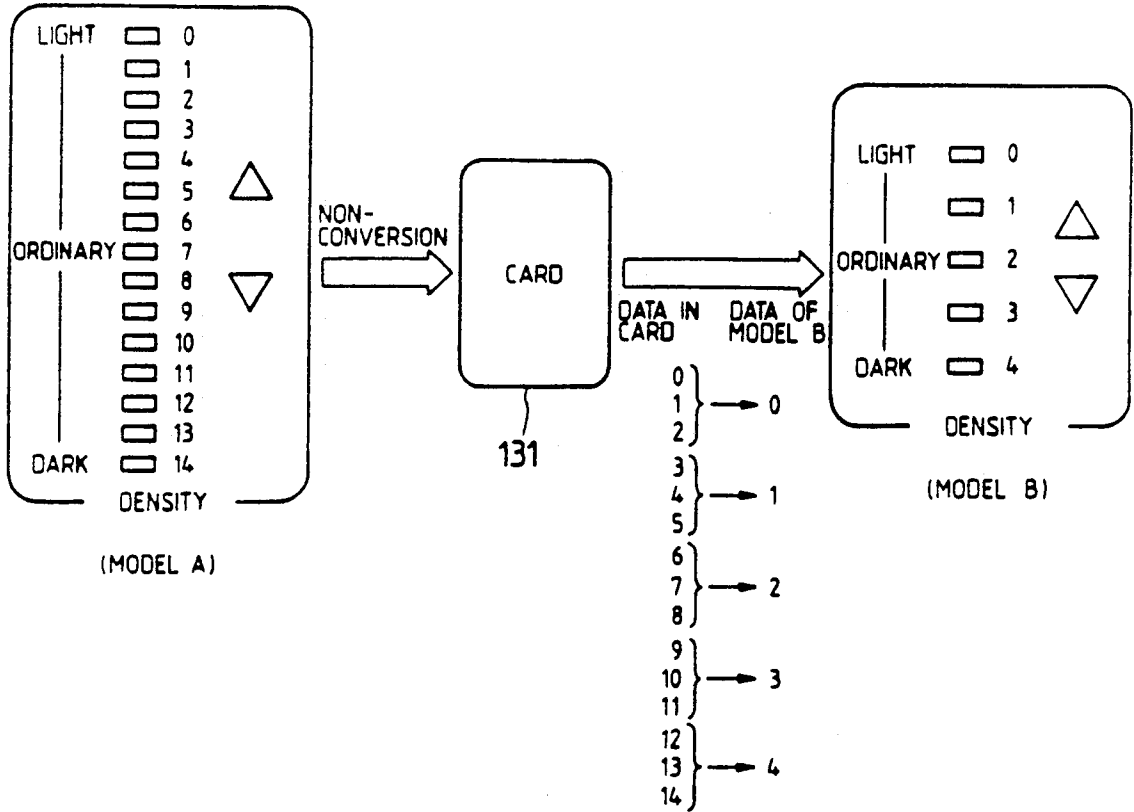 LIGHT 0
1
2
3
4
5
6
ORDINARY 7
8
9
10
11
12
13
DARK 14
DENSITY
(MODEL A)
NON-
CONVERSION
CARD
131
DATA IN
CARD
DATA OF
MODEL B
0
1
2
0
3
4
5
1
6
7
8
2
9
10
11
3
12
13
14
4
LIGHT 0
1
ORDINARY 2
3
DARK 4
DENSITY
(MODEL B)